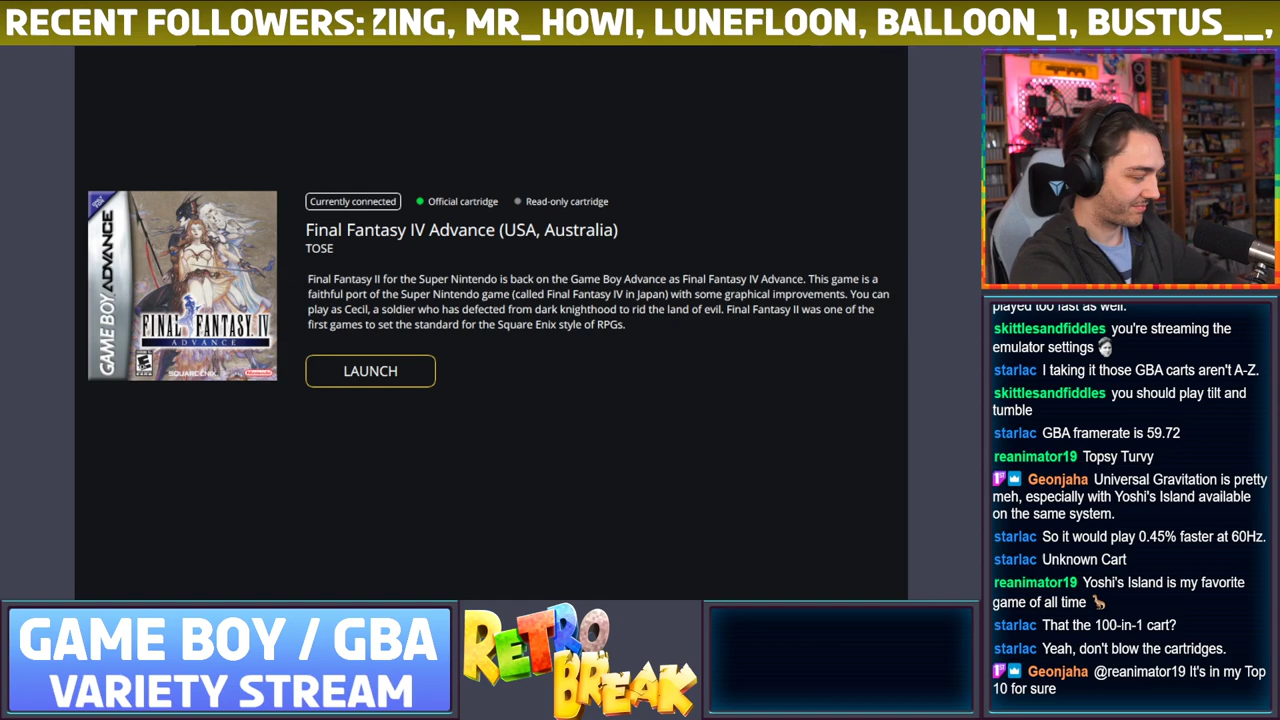 RECENT FOLLOWERS: ZING, MR_HOWI, LUNEFLOON, BALLOON_1, BUSTUS__,
GAME BOY ADVANCE
FINAL FANTASY IV
ADVANCE
SQUARE ENIX
Nintendo
Currently connected
Official cartridge
Read-only cartridge
Final Fantasy IV Advance (USA, Australia)
TOSE
Final Fantasy II for the Super Nintendo is back on the Game Boy Advance as Final Fantasy IV Advance. This game is a
faithful port of the Super Nintendo game (called Final Fantasy IV in Japan) with some graphical improvements. You can
play as Cecil, a soldier who has defected from dark knighthood to rid the land of evil. Final Fantasy II was one of the
first games to set the standard for the Square Enix style of RPGs.
LAUNCH
played too fast as well.
skittlesandfiddles you're streaming the
emulator settings
starlac I taking it those GBA carts aren't A-Z.
skittlesandfiddles you should play tilt and
tumble
starlac GBA framerate is 59.72
reanimator19 Topsy Turvy
Geonjaha Universal Gravitation is pretty
meh, especially with Yoshi's Island available
on the same system.
starlac So it would play 0.45% faster at 60Hz.
starlac Unknown Cart
reanimator19 Yoshi's Island is my favorite
game of all time
starlac That the 100-in-1 cart?
starlac Yeah, don't blow the cartridges.
Geonjaha @reanimator19 It's in my Top
10 for sure
GAME BOY / GBA
VARIETY STREAM
RETRO
BREAK